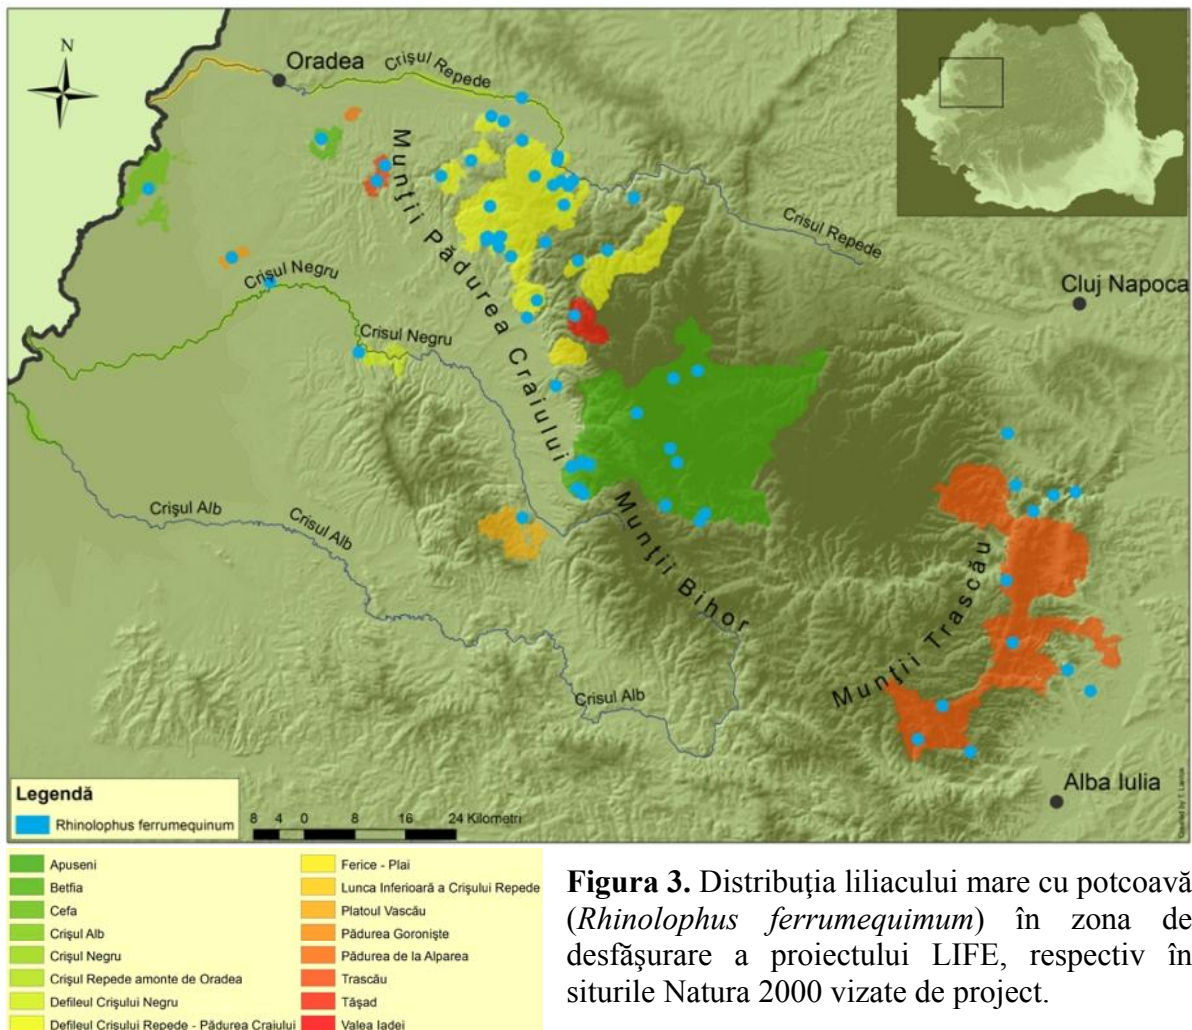 N
Oradea
Crişul Repede
Munţii Pădurea Craiului
Crisul Repede
Crisul Negru
Cluj Napoca
Crisul Negru
Crişul Alb
Crisul Alb
Munţii Bihor
Munţii Trascău
Crisul Alb
Alba Iulia
Legendă
Rhinolophus ferrumequinum
8 4 0 8 16 24 Kilometri
Apuseni
Betfia
Cefa
Crişul Alb
Crişul Negru
Crişul Repede amonte de Oradea
Defileul Crişului Negru
Defileul Crişului Repede - Pădurea Craiului
Ferice - Plai
Lunca Inferioară a Crişului Repede
Platoul Vascău
Pădurea Goronişte
Pădurea de la Alparea
Trascău
Tăşad
Valea Iadei
Figura 3. Distribuţia liliacului mare cu potcoavă
(Rhinolophus ferrumequimum) în zona de
desfăşurare a proiectului LIFE, respectiv în
siturile Natura 2000 vizate de project.